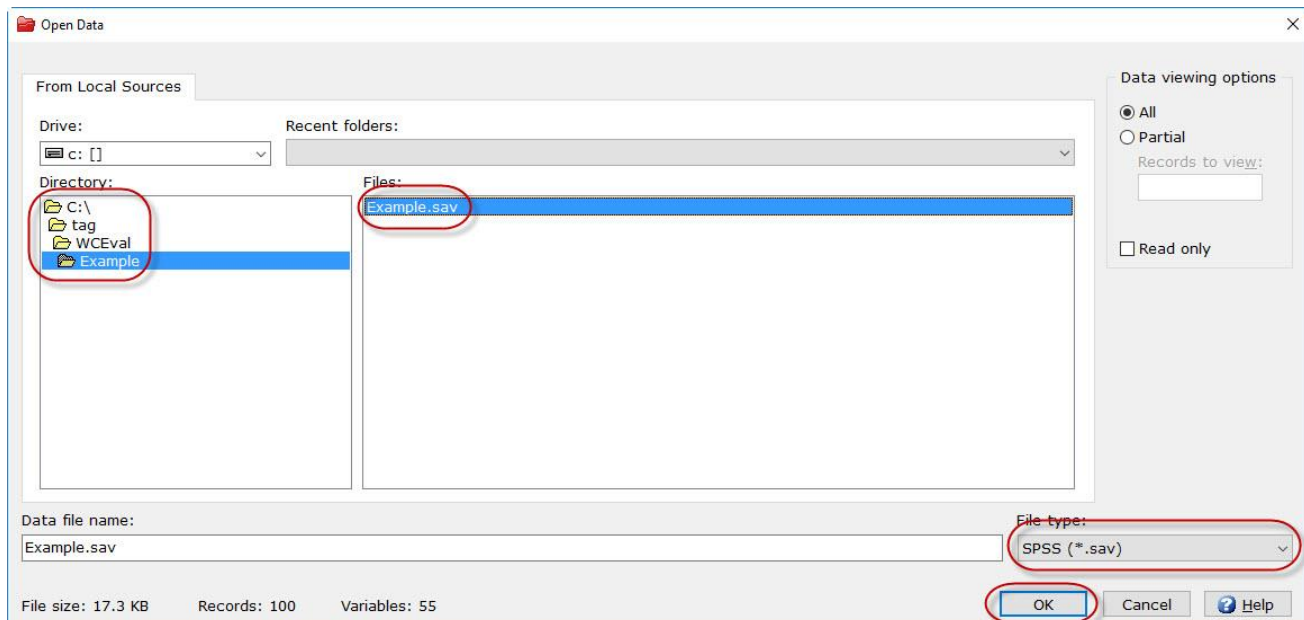 Open Data
From Local Sources
Drive:
c: []
Recent folders:
Directory:
C:\
tag
WCEval
Example
Files:
Example.sav
Data viewing options
All
Partial
Records to view:
Read only
Data file name:
Example.sav
File type:
SPSS (*.sav)
File size: 17.3 KB Records: 100 Variables: 55
OK Cancel Help